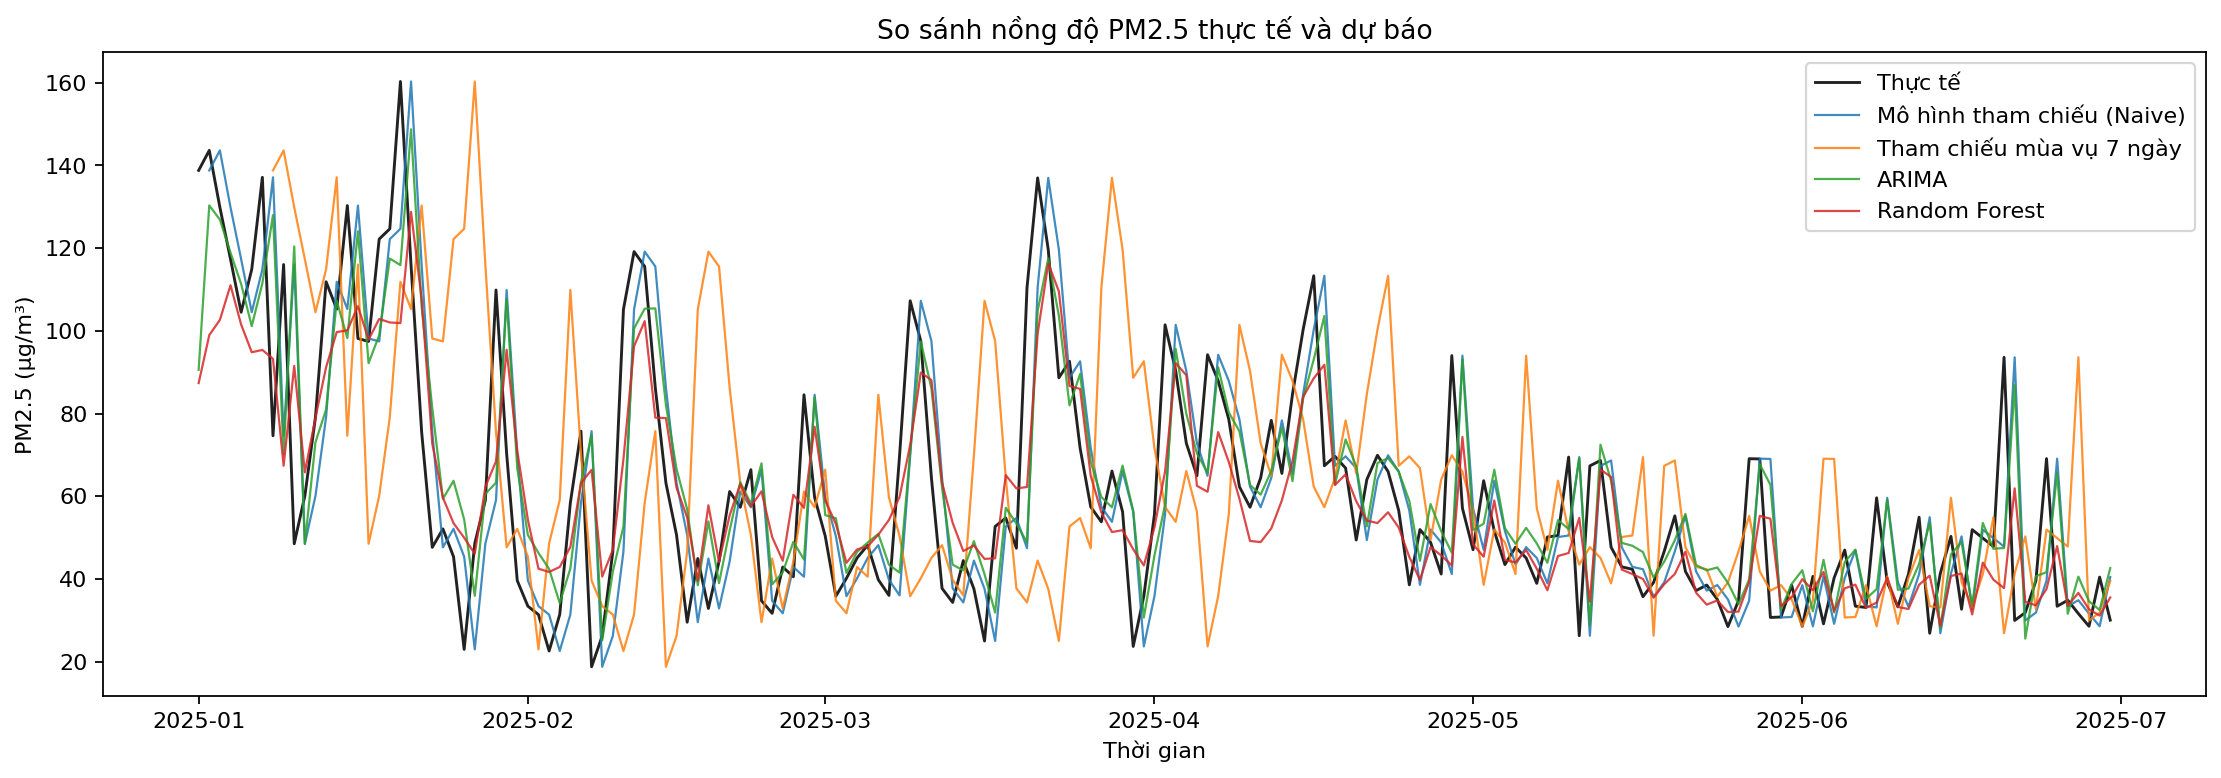 So sánh nồng độ PM2.5 thực tế và dự báo
Thực tế
Mô hình tham chiếu (Naive)
Tham chiếu mùa vụ 7 ngày
ARIMA
Random Forest
PM2.5 (µg/m³)
160
140
120
100
80
60
40
20
2025-01
2025-02
2025-03
2025-04
2025-05
2025-06
2025-07
Thời gian